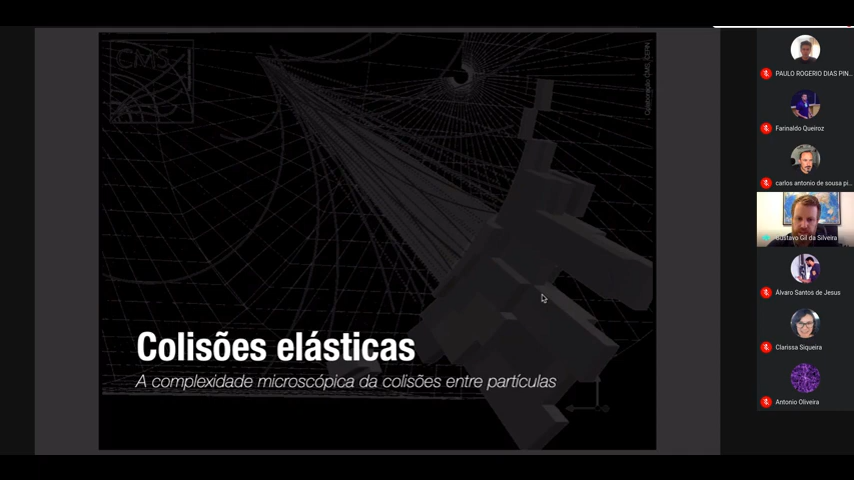 CMS
Colaboração CMS, CERN
Colisões elásticas
A complexidade microscópica da colisões entre partículas
PAULO ROGERIO DIAS PIN...
Farinaldo Queiroz
carlos antonio de sousa pi...
Gustavo Gil da Silveira
Álvaro Santos de Jesus
Clarissa Siqueira
Antonio Oliveira